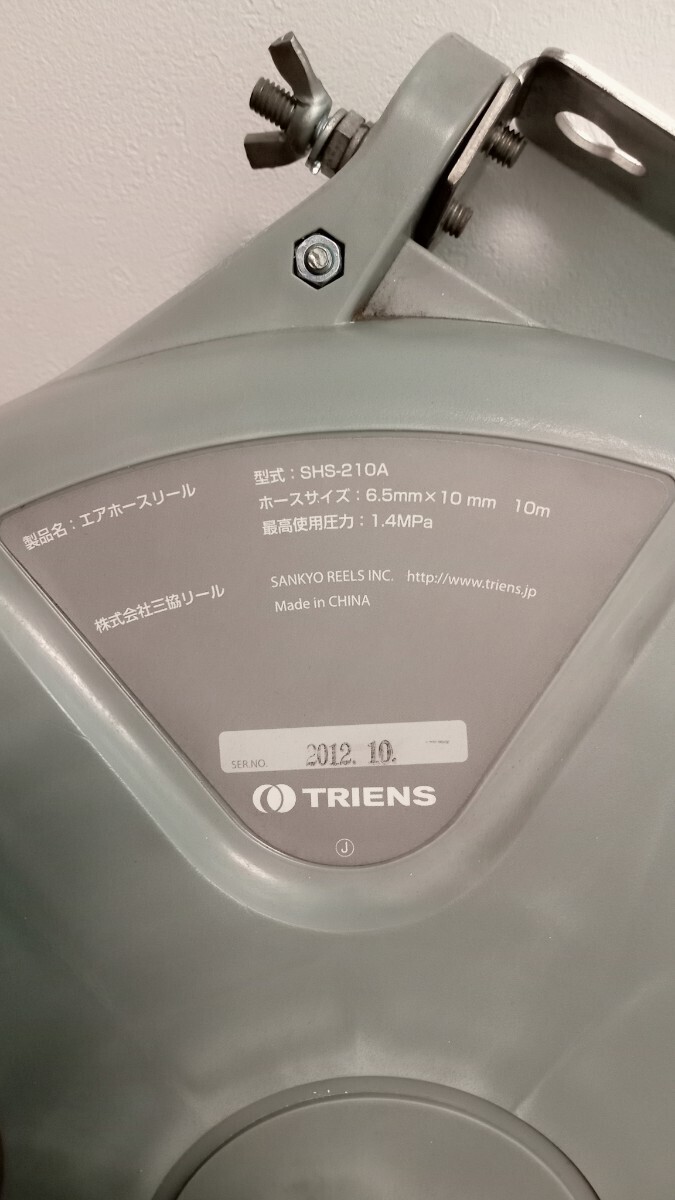 製品名：エアホースリール
型式：SHS-210A
ホースサイズ：6.5mm×10mm 10m
最高使用圧力：1.4MPa
株式会社三協リール
SANKYO REELS INC. http://www.triens.jp
Made in CHINA
SER.NO. 2012. 10.
TRIENS
J